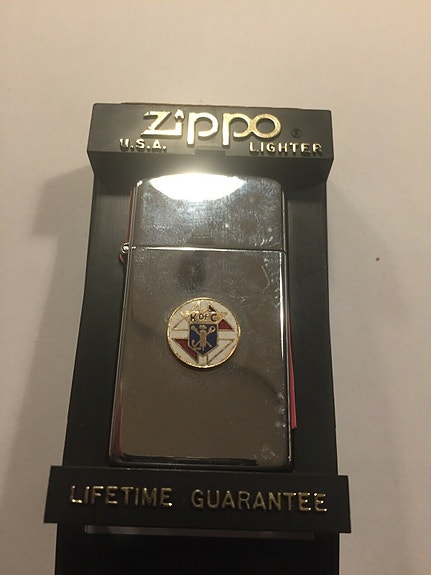 Zippo ®
U.S.A. LIGHTER
K OF C
LIFETIME GUARANTEE